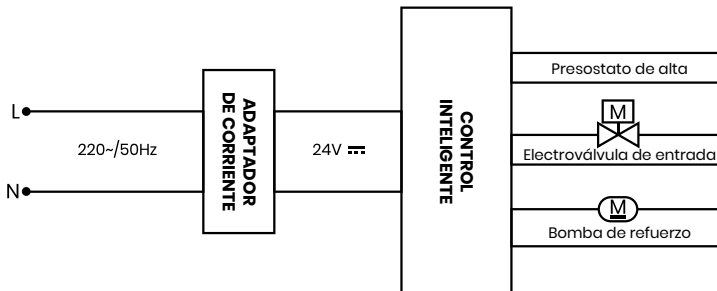 L
N
220~/50Hz
ADAPTADOR
DE CORRIENTE
24V
CONTROL
INTELIGENTE
Presostato de alta
M
Electroválvula de entrada
M
Bomba de refuerzo